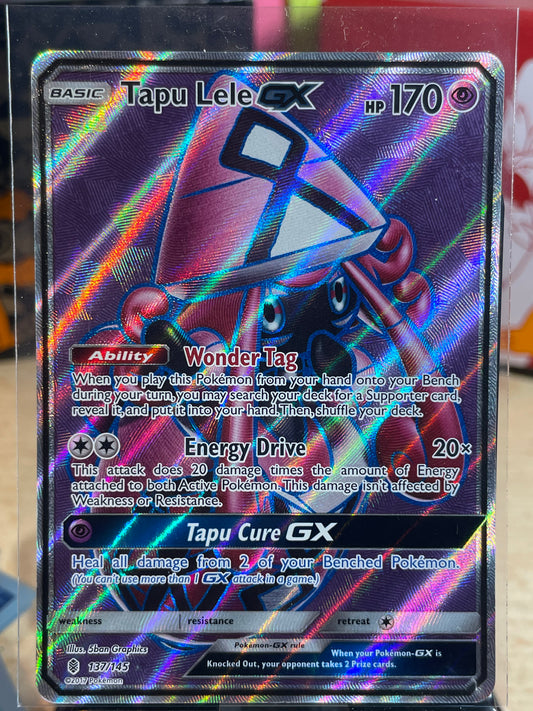 BASIC Tapu Lele GX HP 170
Ability Wonder Tag
When you play this Pokémon from your hand onto your Bench
during your turn, you may search your deck for a Supporter card,
reveal it, and put it into your hand. Then, shuffle your deck.
Energy Drive 20×
This attack does 20 damage times the amount of Energy
attached to both Active Pokémon. This damage isn't affected by
Weakness or Resistance.
Tapu Cure GX
Heal all damage from 2 of your Benched Pokémon.
(You can't use more than 1 GX attack in a game.)
weakness resistance retreat
Illus. 5ban Graphics
137/145
©2017 Pokémon
Pokémon-GX rule
When your Pokémon-GX is
Knocked Out, your opponent takes 2 Prize cards.